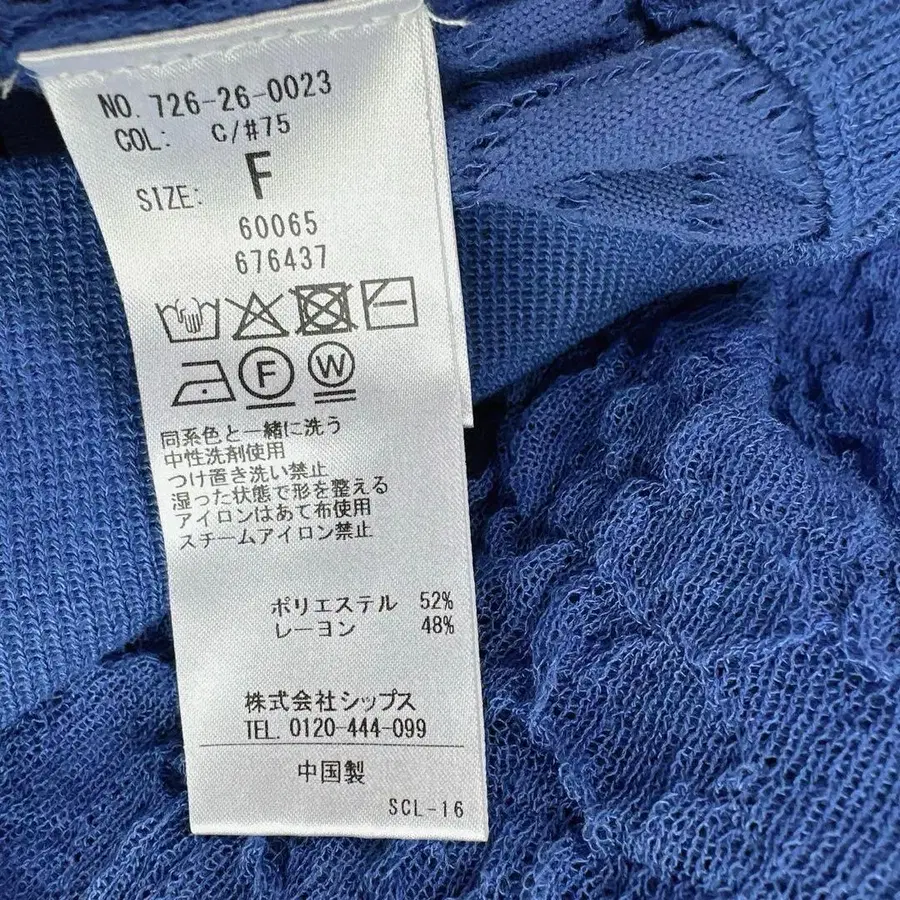 NO. 726-26-0023
COL: C/#75
SIZE: F
60065
676437
F W
同系色と一緒に洗う
中性洗剤使用
つけ置き洗い禁止
湿った状態で形を整える
アイロンはあて布使用
スチームアイロン禁止
ポリエステル 52%
レーヨン 48%
株式会社シップス
TEL. 0120-444-099
中国製
SCL-16